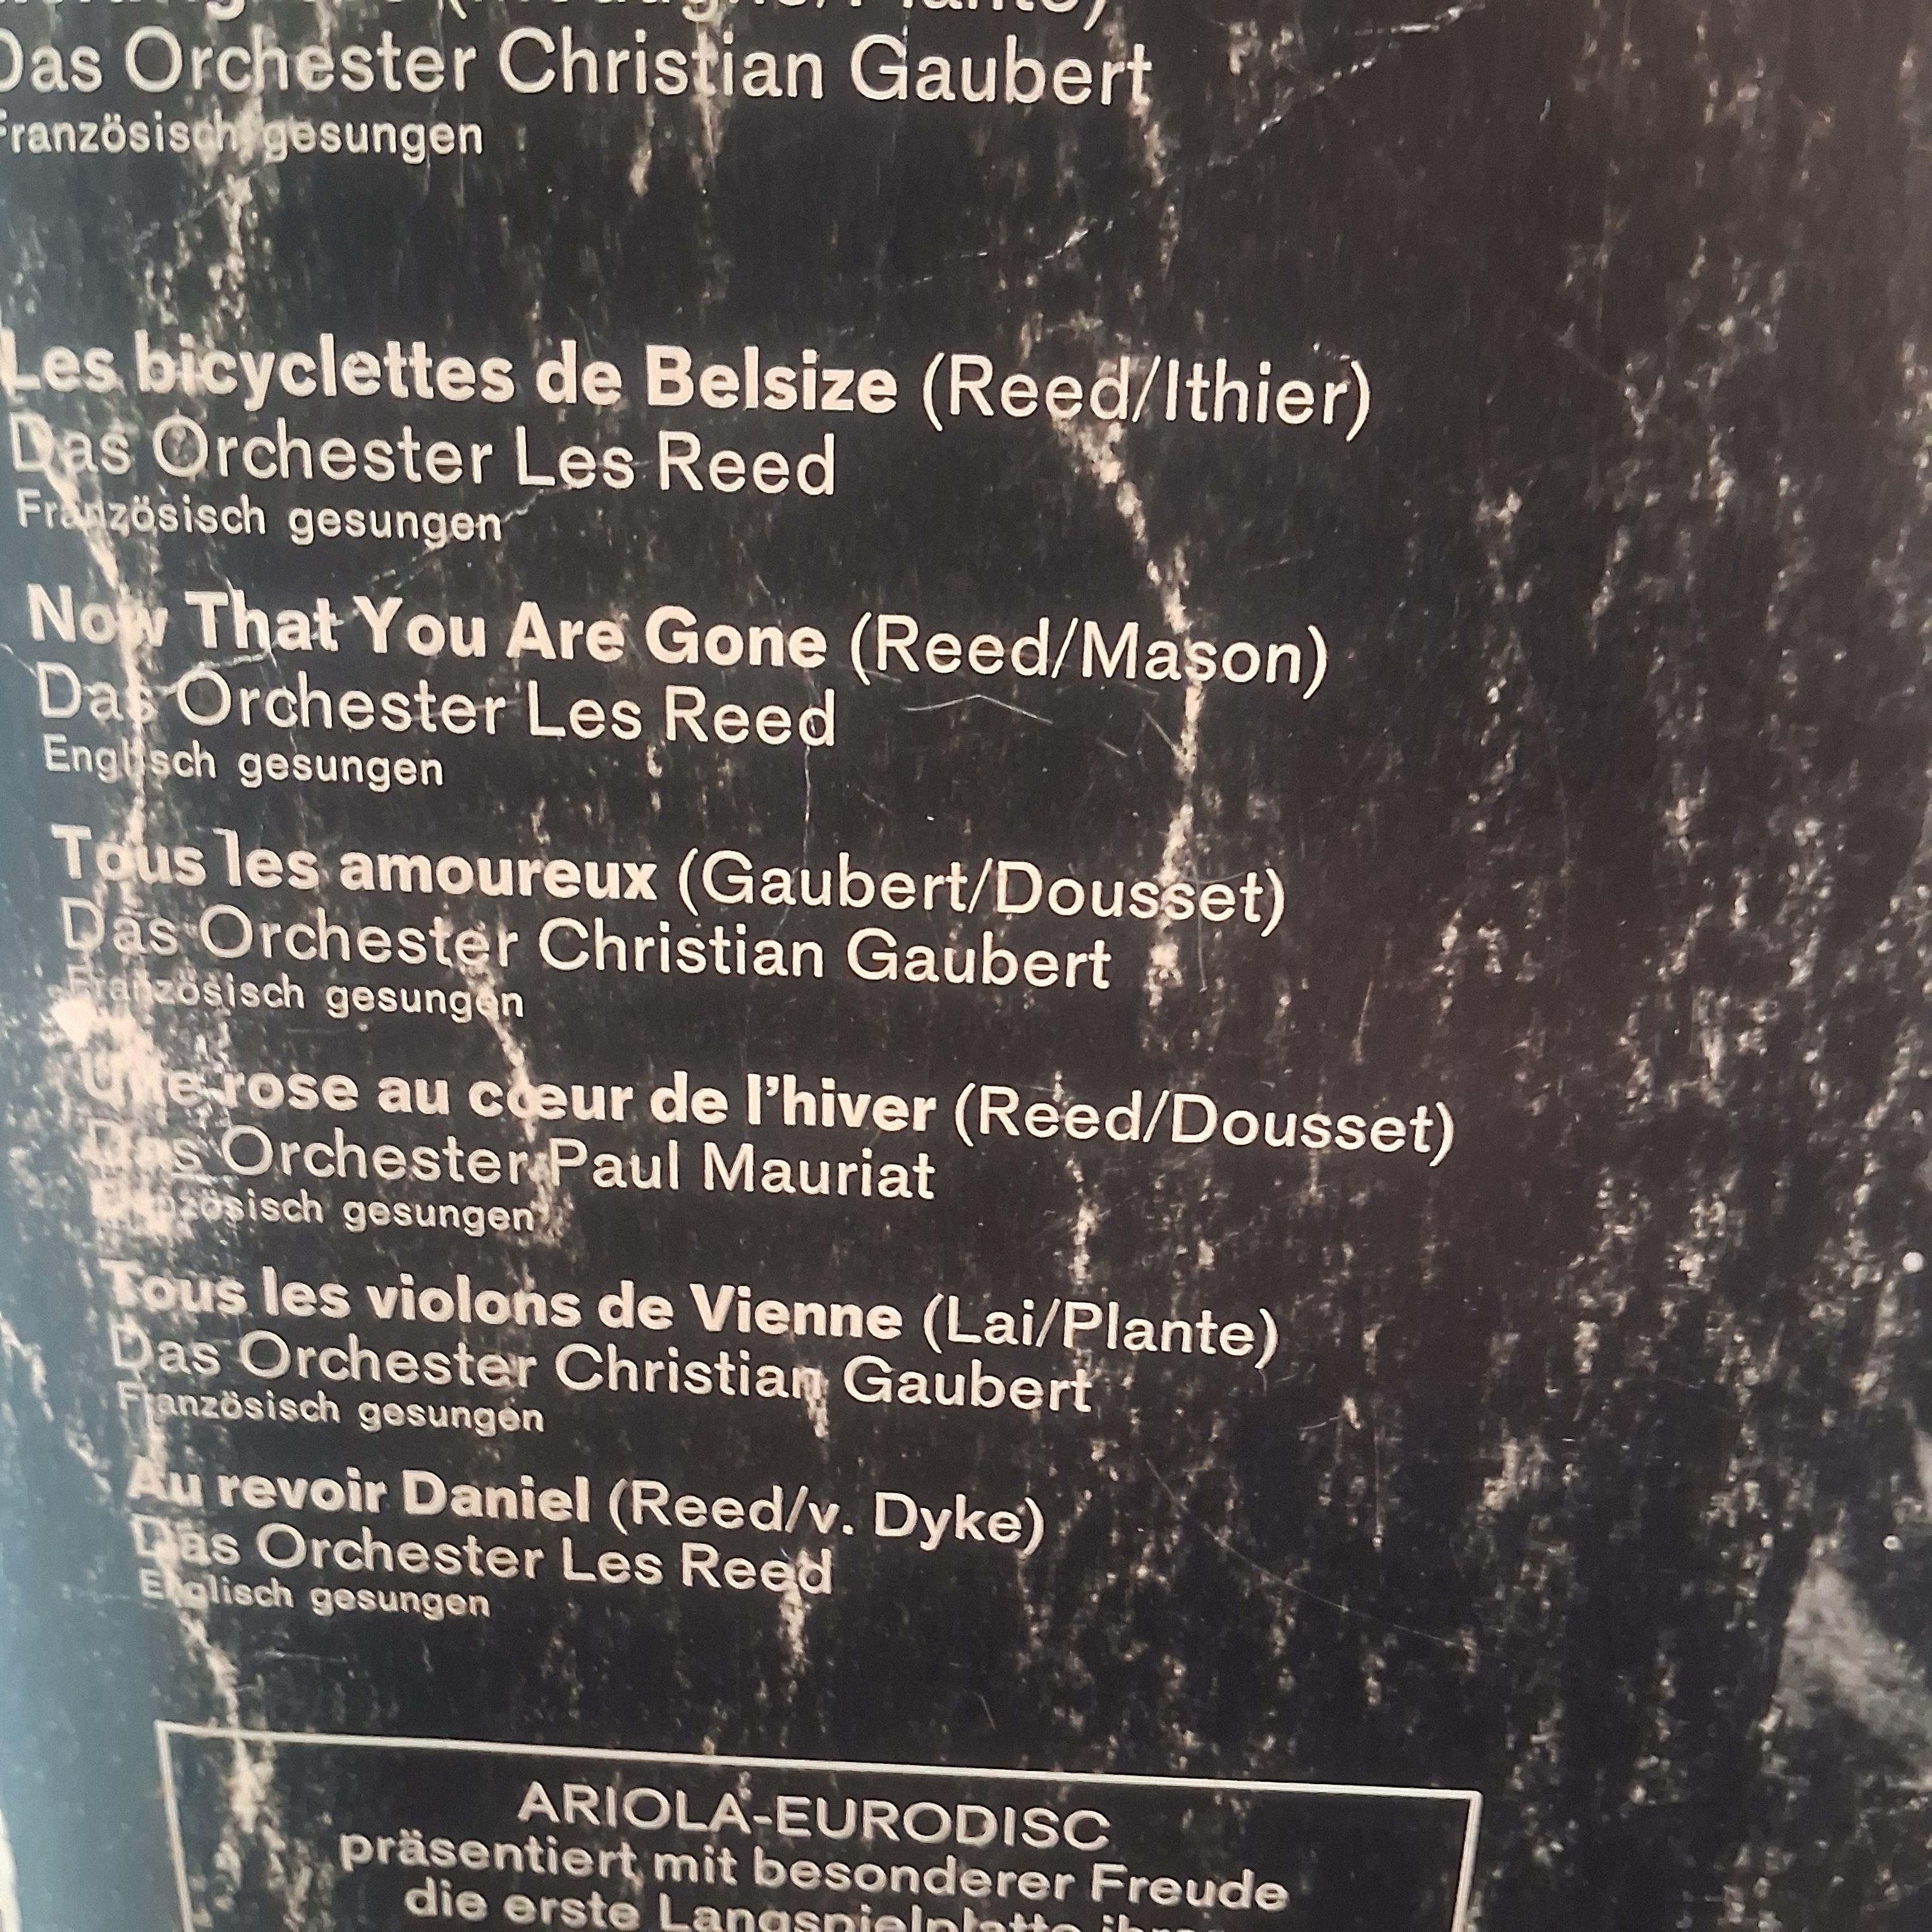 Das Orchester Christian Gaubert
Französisch gesungen
Les bicyclettes de Belsize (Reed/Ithier)
Das Orchester Les Reed
Französisch gesungen
Now That You Are Gone (Reed/Mason)
Das Orchester Les Reed
Englisch gesungen
Tous les amoureux (Gaubert/Dousset)
Das Orchester Christian Gaubert
Französisch gesungen
Une rose au cœur de l'hiver (Reed/Dousset)
Das Orchester Paul Mauriat
Französisch gesungen
Tous les violons de Vienne (Lai/Plante)
Das Orchester Christian Gaubert
Französisch gesungen
Au revoir Daniel (Reed/v. Dyke)
Das Orchester Les Reed
Englisch gesungen
ARIOLA-EURODISC
präsentiert mit besonderer Freude
die erste Langspielplatte